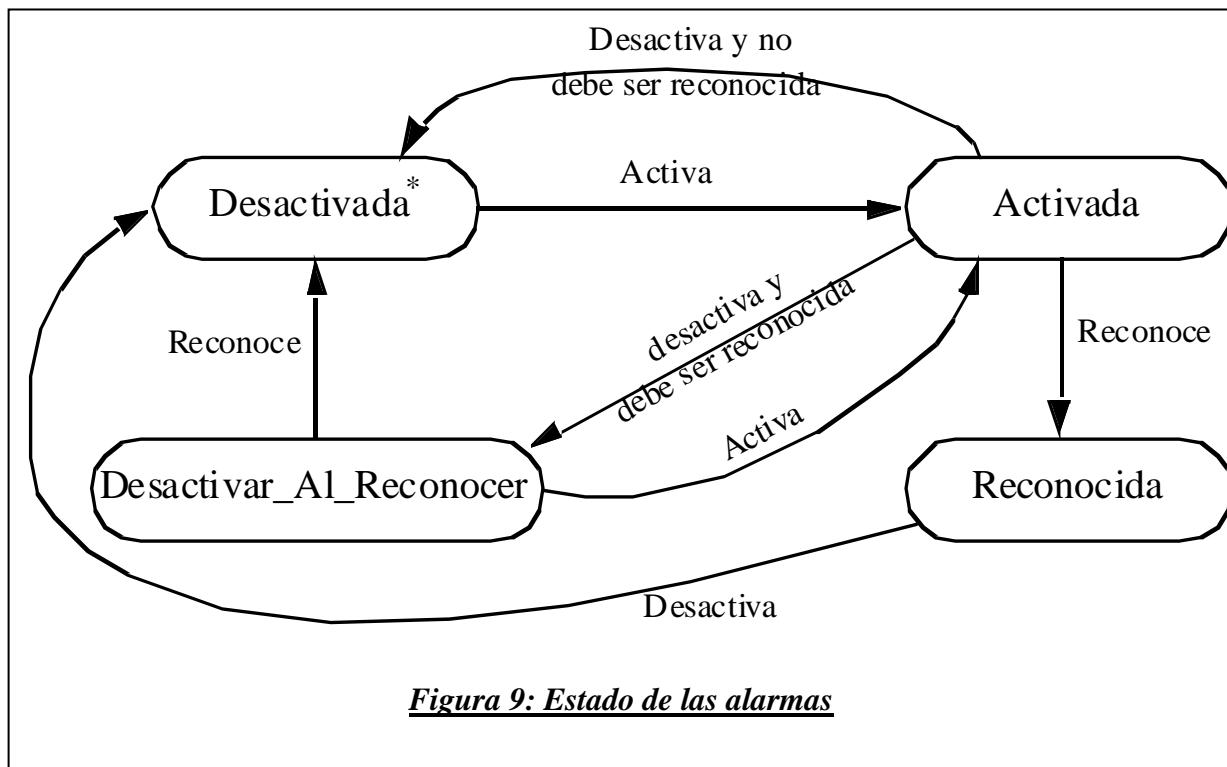 Desactiva y no
debe ser reconocida
Desactivada*
Activa
Activada
Reconoce
desactiva y
debe ser reconocida
Reconoce
Activa
Desactivar_Al_Reconocer
Reconocida
Desactiva
Figura 9: Estado de las alarmas